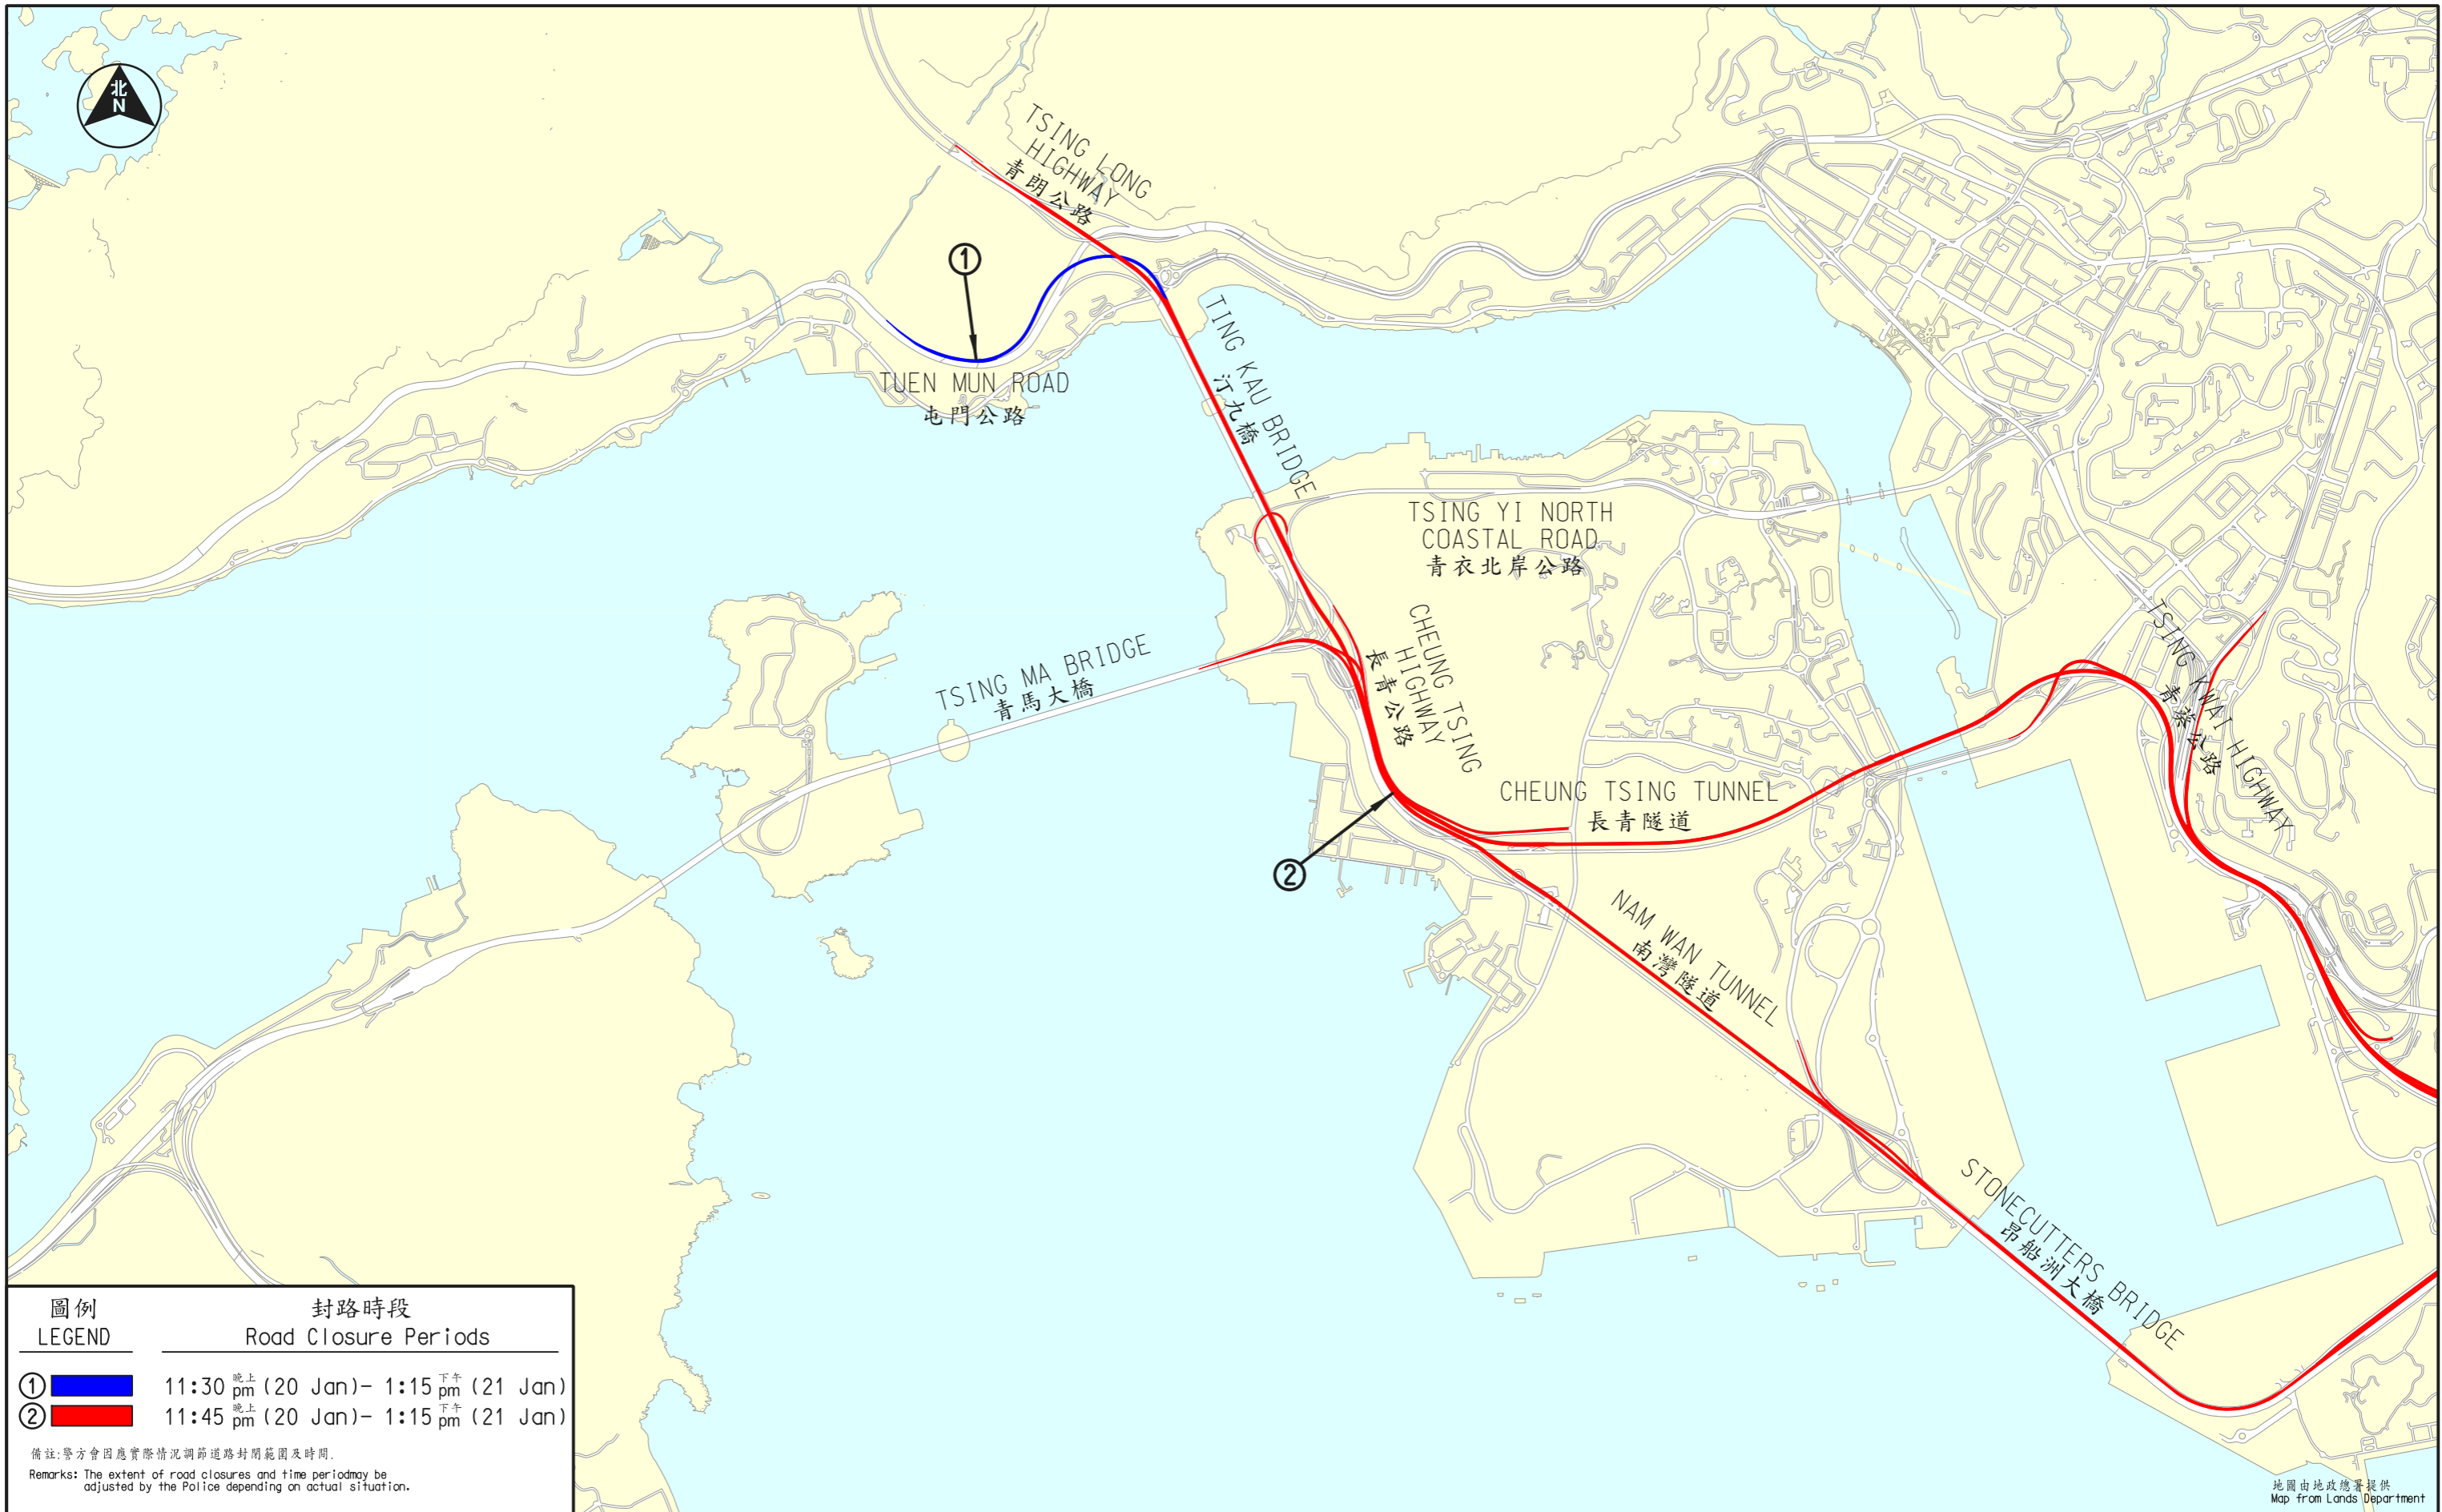 北
N
TSING LONG
HIGHWAY
青朗公路
①
TUEN MUN ROAD
屯門公路
TING KAU BRIDGE
汀九橋
TSING YI NORTH
COASTAL ROAD
青衣北岸公路
TSING MA BRIDGE
青馬大橋
CHEUNG TSING
HIGHWAY
長青公路
TSING KWAI HIGHWAY
青葵公路
CHEUNG TSING TUNNEL
長青隧道
②
NAM WAN TUNNEL
南灣隧道
STONECUTTERS BRIDGE
昂船洲大橋
圖例 封路時段
LEGEND Road Closure Periods
① 11:30 晚上 pm (20 Jan)- 1:15 下午 pm (21 Jan)
② 11:45 晚上 pm (20 Jan)- 1:15 下午 pm (21 Jan)
備註:警方會因應實際情況調節道路封閉範圍及時間.
Remarks: The extent of road closures and time periodmay be
adjusted by the Police depending on actual situation.
地圖由地政總署提供
Map from Lands Department